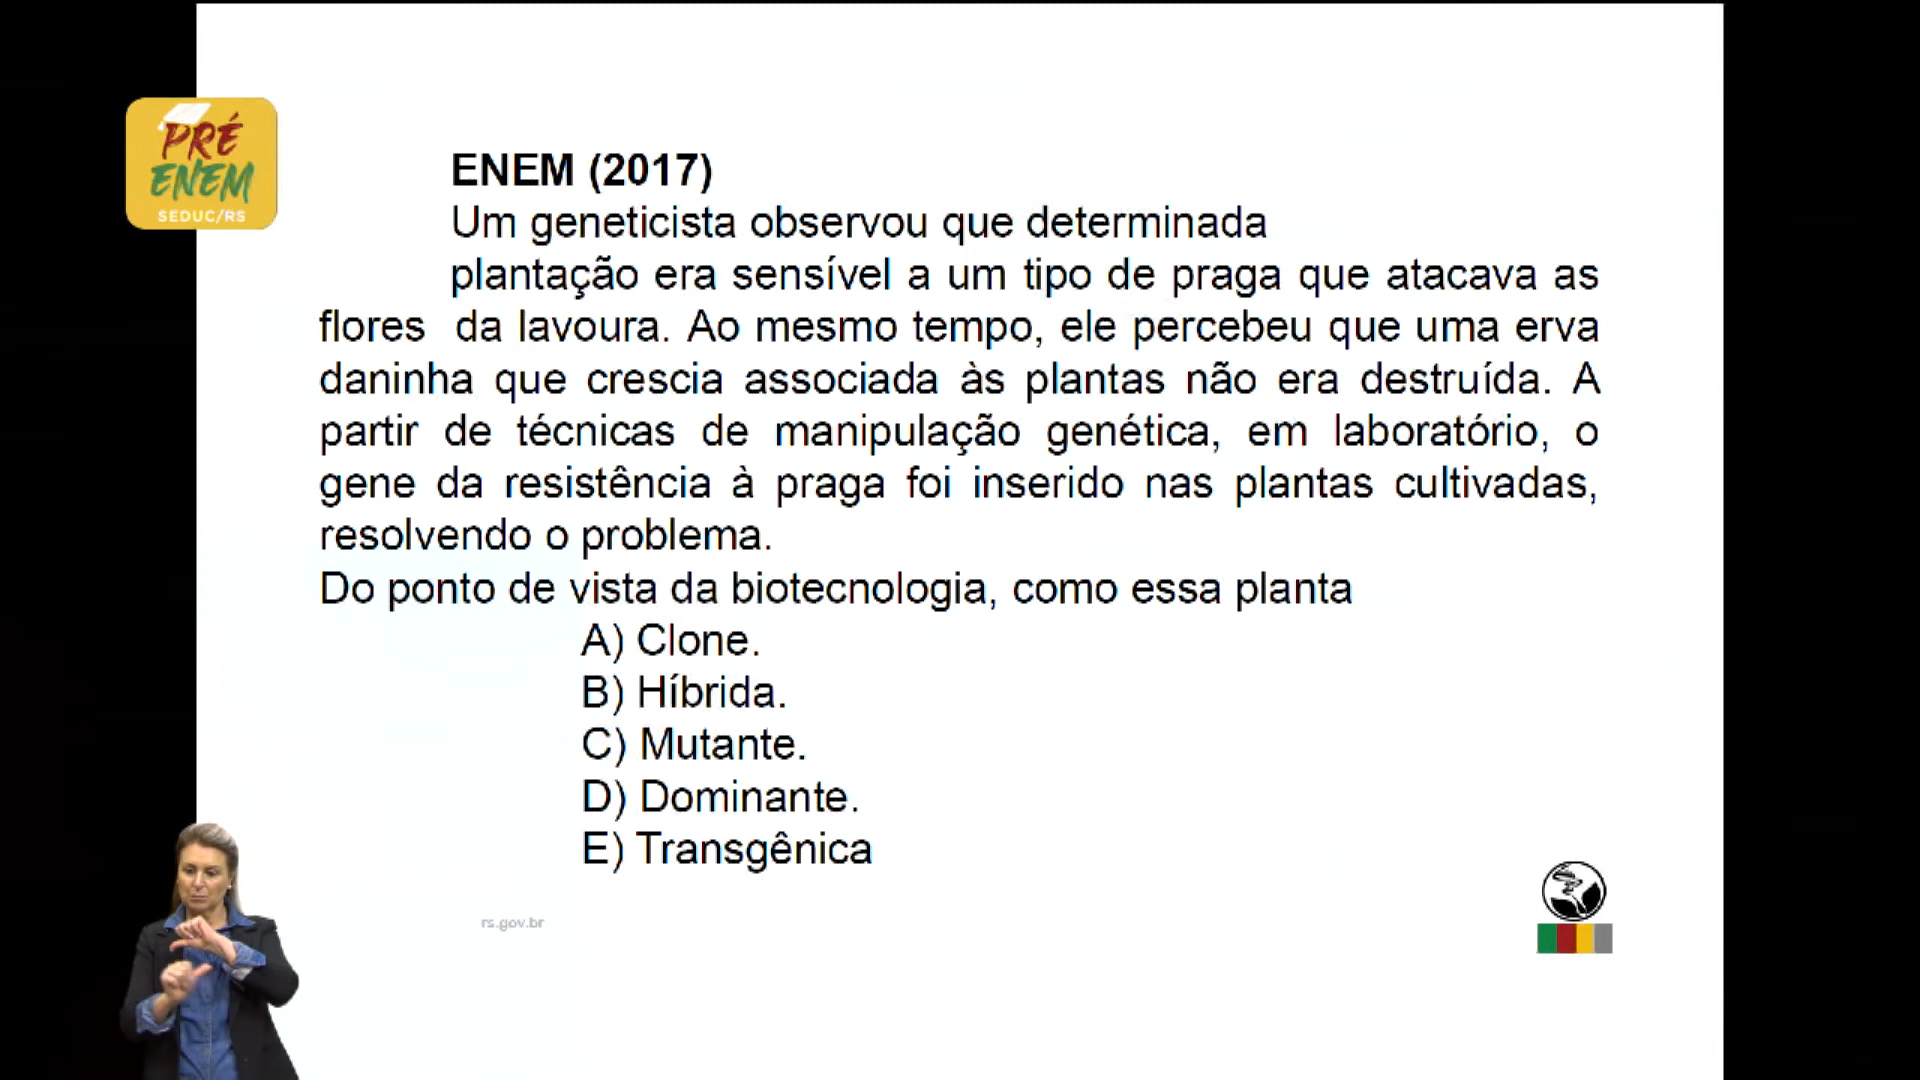 PRÉ
ENEM
SEDUC/RS
ENEM (2017)
Um geneticista observou que determinada
plantação era sensível a um tipo de praga que atacava as
flores da lavoura. Ao mesmo tempo, ele percebeu que uma erva
daninha que crescia associada às plantas não era destruída. A
partir de técnicas de manipulação genética, em laboratório, o
gene da resistência à praga foi inserido nas plantas cultivadas,
resolvendo o problema.
Do ponto de vista da biotecnologia, como essa planta
A) Clone.
B) Híbrida.
C) Mutante.
D) Dominante.
E) Transgênica
rs.gov.br